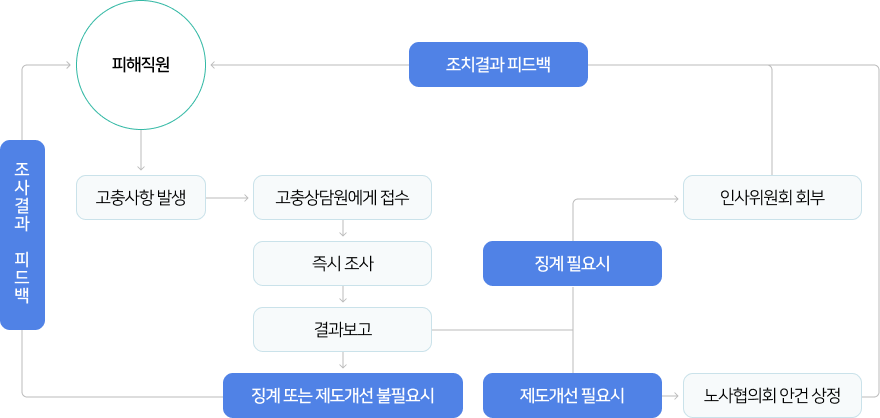 피해직원
조치결과 피드백
조사결과 피드백
고충사항 발생
고충상담원에게 접수
인사위원회 회부
즉시 조사
징계 필요시
결과보고
징계 또는 제도개선 불필요시
제도개선 필요시
노사협의회 안건 상정